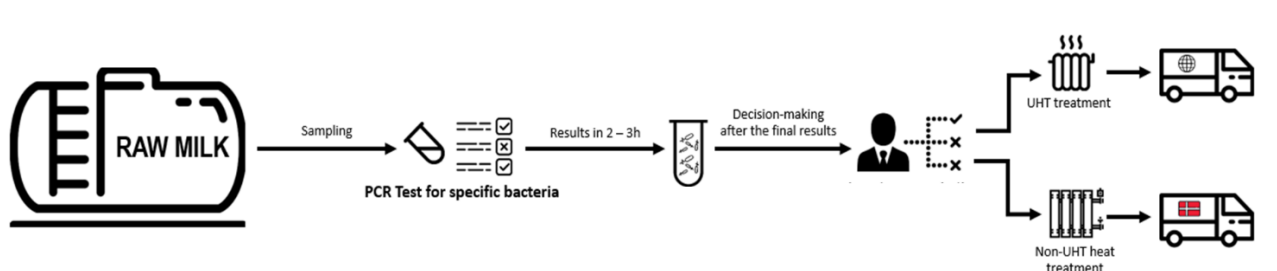 RAW MILK
Sampling
PCR Test for specific bacteria
Results in 2 – 3h
Decision-making
after the final results
UHT treatment
Non-UHT heat
treatment